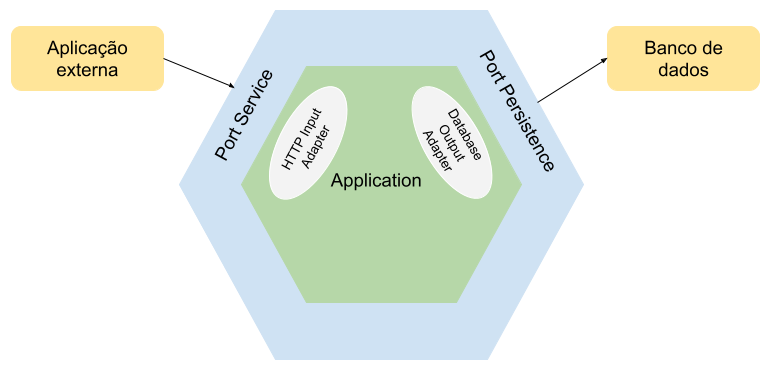 Aplicação
externa
Banco de
dados
Port Service
Port Persistence
HTTP Input
Adapter
Database
Output
Adapter
Application